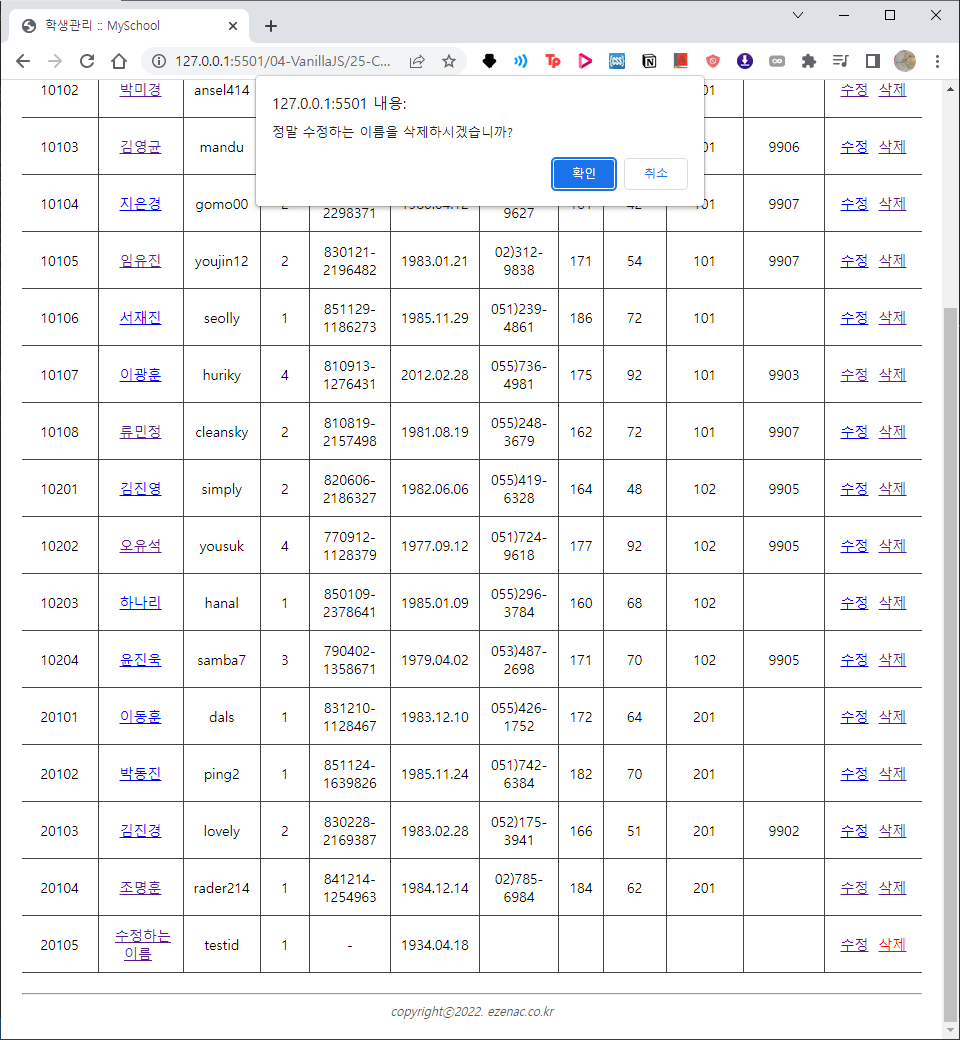 학생관리 :: MySchool
127.0.0.1:5501/04-VanillaJS/25-C...
127.0.0.1:5501 내용:
정말 수정하는 이름을 삭제하시겠습니까?
확인 취소
10102 박미경 ansel414 01 수정 삭제
10103 김영균 mandu 01 9906 수정 삭제
10104 지은경 gomo00 2298371 9627 101 9907 수정 삭제
10105 임유진 youjin12 2 830121- 1983.01.21 02)312- 171 54 101 9907 수정 삭제
2196482 9838
10106 서재진 seolly 1 851129- 1985.11.29 051)239- 186 72 101 수정 삭제
1186273 4861
10107 이광훈 huriky 4 810913- 2012.02.28 055)736- 175 92 101 9903 수정 삭제
1276431 4981
10108 류민정 cleansky 2 810819- 1981.08.19 055)248- 162 72 101 9907 수정 삭제
2157498 3679
10201 김진영 simply 2 820606- 1982.06.06 055)419- 164 48 102 9905 수정 삭제
2186327 6328
10202 오유석 yousuk 4 770912- 1977.09.12 051)724- 177 92 102 9905 수정 삭제
1128379 9618
10203 하나리 hanal 1 850109- 1985.01.09 055)296- 160 68 102 수정 삭제
2378641 3784
10204 윤진욱 samba7 3 790402- 1979.04.02 053)487- 171 70 102 9905 수정 삭제
1358671 2698
20101 이동훈 dals 1 831210- 1983.12.10 055)426- 172 64 201 수정 삭제
1128467 1752
20102 박동진 ping2 1 851124- 1985.11.24 051)742- 182 70 201 수정 삭제
1639826 6384
20103 김진경 lovely 2 830228- 1983.02.28 052)175- 166 51 201 9902 수정 삭제
2169387 3941
20104 조명훈 rader214 1 841214- 1984.12.14 02)785- 184 62 201 수정 삭제
1254963 6984
20105 수정하는 testid 1 - 1934.04.18 수정 삭제
이름
copyrightⓒ2022. ezenac.co.kr